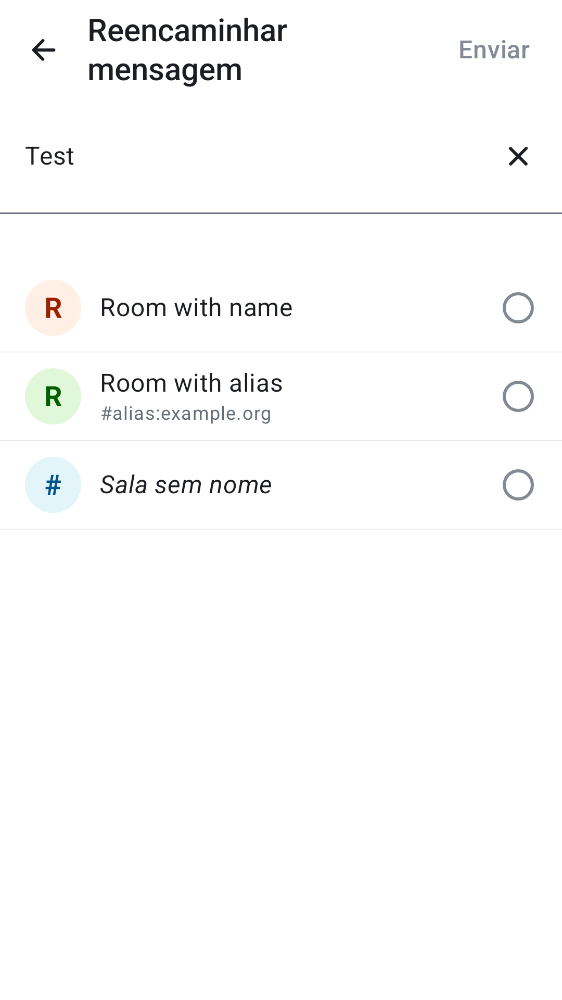 Reencaminhar
mensagem
Enviar
Test
R
Room with name
R
Room with alias
#alias:example.org
#
Sala sem nome